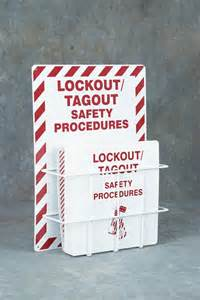 LOCKOUT/
TAGOUT
SAFETY
PROCEDURES
LOCKOUT/
TAGOUT
SAFETY
PROCEDURES